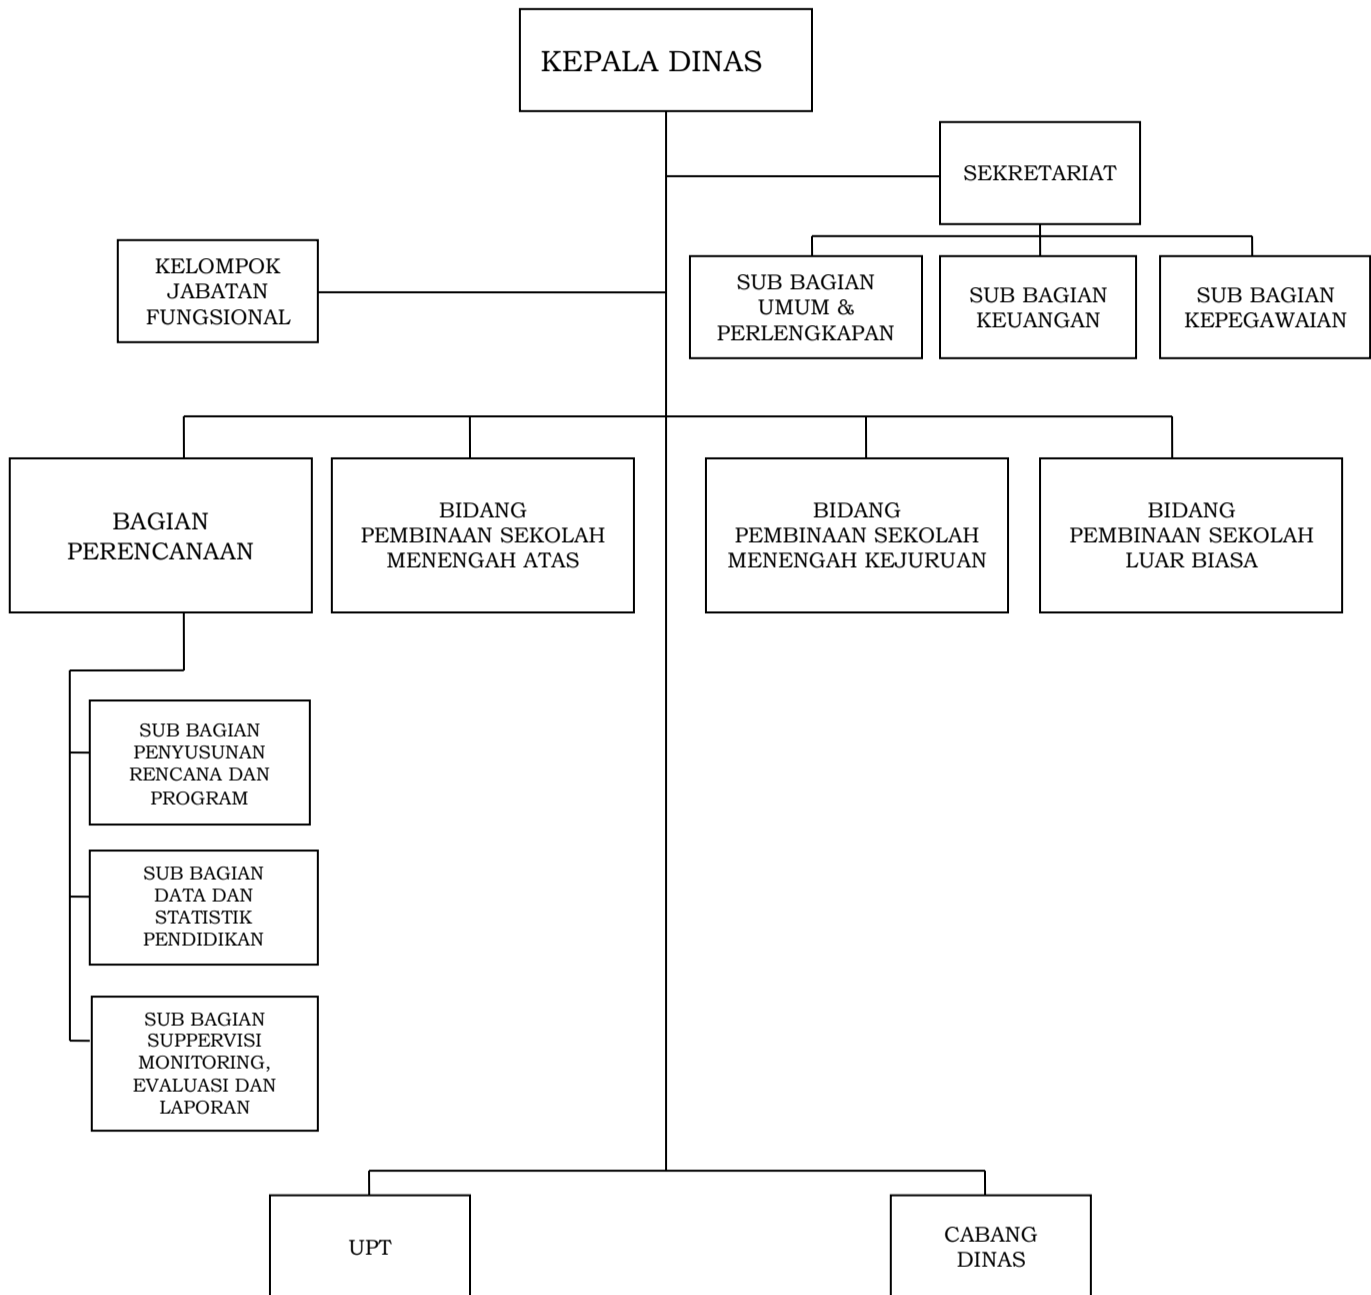 KEPALA DINAS
SEKRETARIAT
KELOMPOK
JABATAN
FUNGSIONAL
SUB BAGIAN
UMUM &
PERLENGKAPAN
SUB BAGIAN
KEUANGAN
SUB BAGIAN
KEPEGAWAIAN
BAGIAN
PERENCANAAN
BIDANG
PEMBINAAN SEKOLAH
MENENGAH ATAS
BIDANG
PEMBINAAN SEKOLAH
MENENGAH KEJURUAN
BIDANG
PEMBINAAN SEKOLAH
LUAR BIASA
SUB BAGIAN
PENYUSUNAN
RENCANA DAN
PROGRAM
SUB BAGIAN
DATA DAN
STATISTIK
PENDIDIKAN
SUB BAGIAN
SUPPERVISI
MONITORING,
EVALUASI DAN
LAPORAN
UPT
CABANG
DINAS